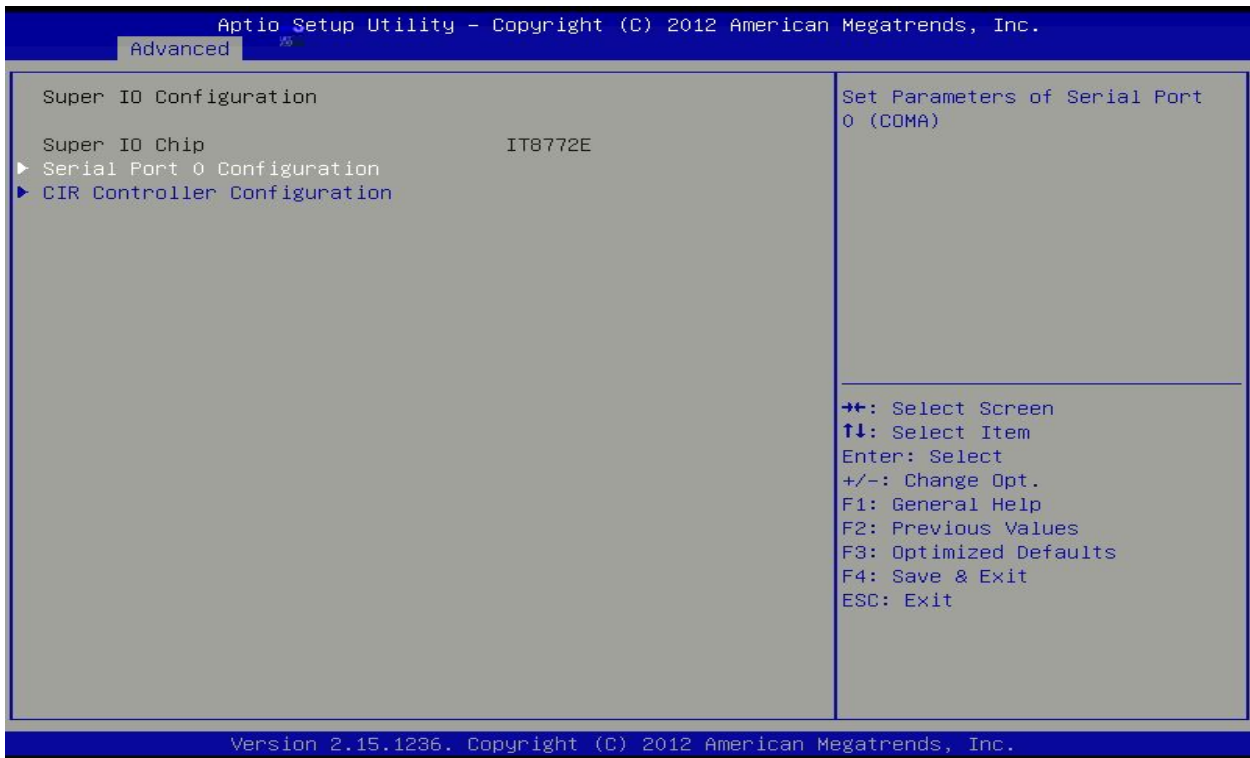 Aptio Setup Utility – Copyright (C) 2012 American Megatrends, Inc.
Advanced
Super IO Configuration
Super IO Chip IT8772E
▶ Serial Port 0 Configuration
▶ CIR Controller Configuration
Set Parameters of Serial Port
0 (COMA)
→←: Select Screen
↑↓: Select Item
Enter: Select
+/-: Change Opt.
F1: General Help
F2: Previous Values
F3: Optimized Defaults
F4: Save & Exit
ESC: Exit
Version 2.15.1236. Copyright (C) 2012 American Megatrends, Inc.